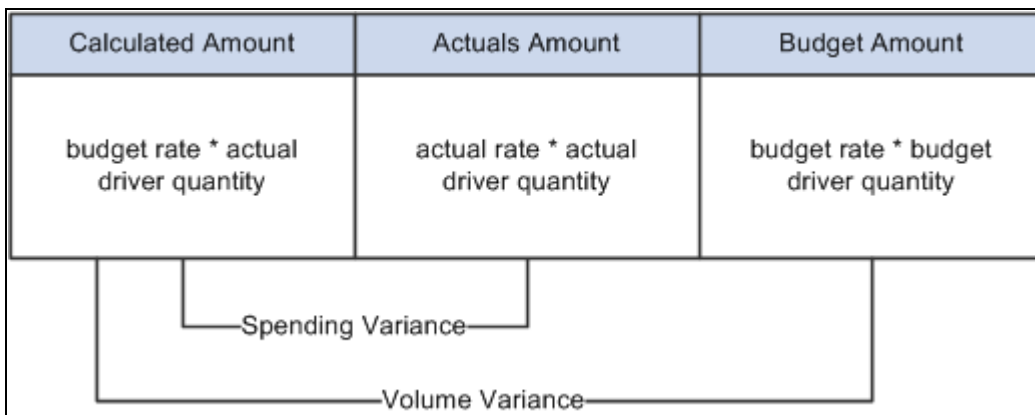 Calculated Amount
Actuals Amount
Budget Amount
budget rate * actual
driver quantity
actual rate * actual
driver quantity
budget rate * budget
driver quantity
Spending Variance
Volume Variance